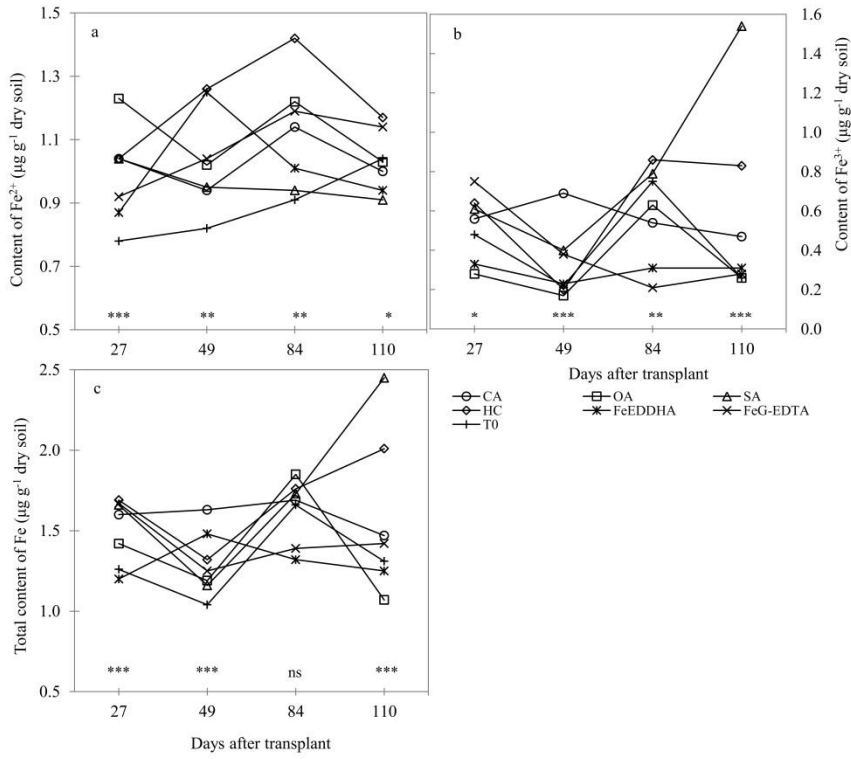 a
1.5
1.3
1.1
0.9
0.7
0.5
Content of Fe²⁺ (µg g⁻¹ dry soil)
*** ** ** *
27 49 84 110
b
1.6
1.4
1.2
1.0
0.8
0.6
0.4
0.2
0.0
Content of Fe³⁺ (µg g⁻¹ dry soil)
* *** ** ***
27 49 84 110
Days after transplant
CA OA SA
HC FeEDDHA FeG-EDTA
T0
c
2.5
2.0
1.5
1.0
0.5
Total content of Fe (µg g⁻¹ dry soil)
*** *** ns ***
27 49 84 110
Days after transplant